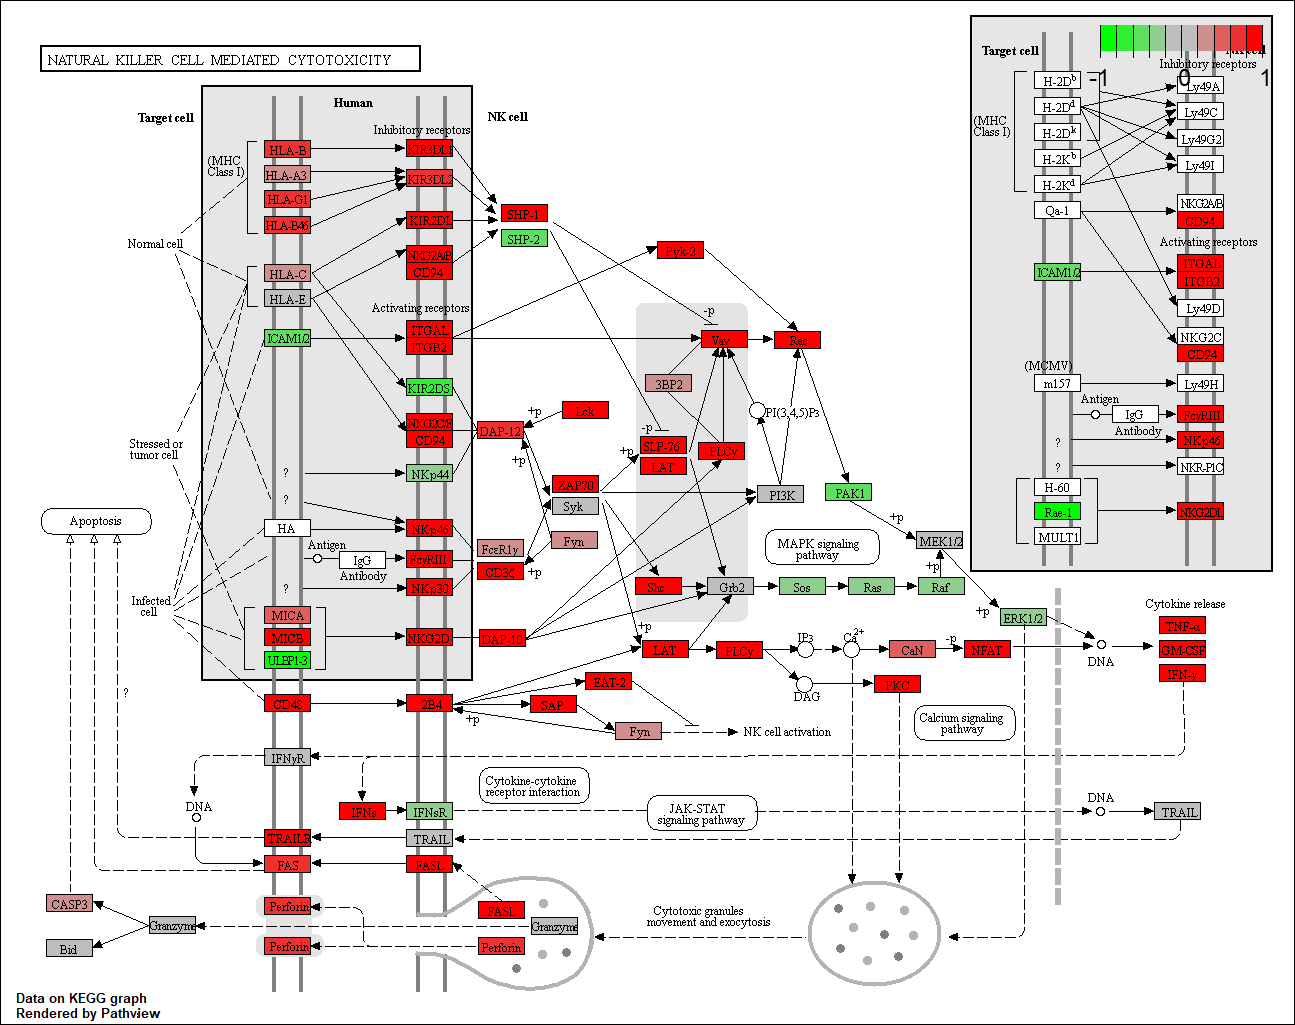 NATURAL KILLER CELL MEDIATED CYTOTOXICITY
Target cell
Human
NK cell
Inhibitory receptors
(MHC
Class I)
HLA-B
HLA-A3
HLA-G1
HLA-B46
KIR3DL1
KIR3DL2
KIR2DL
NKG2A/B
CD94
SHP-1
SHP-2
Normal cell
HLA-C
HLA-E
Activating receptors
ICAM1/2
ITGAL
ITGB2
KIR2DS
NKG2C/E
CD94
NKp44
Pyk-2
-p
Vav
Rac
3BP2
PI(3,4,5)P3
Lck
+p
DAP-12
+p
-p
SLP-76
LAT
PLCγ
+p
ZAP70
Syk
PI3K
PAK1
Stressed or
tumor cell
?
?
HA
NKp46
Antigen
IgG
Antibody
FcγRIII
?
NKp30
FcεR1γ
CD3ζ
Fyn
+p
+p
MEK1/2
MAPK signaling
pathway
+p
Shc
Grb2
Sos
Ras
Raf
+p
ERK1/2
Apoptosis
Infected
cell
MICA
MICB
ULBP1-3
NKG2D
DAP-10
+p
LAT
PLCγ
IP3
Ca2+
CaN
-p
NFAT
DNA
Cytokine release
TNF-α
GM-CSF
IFN-γ
DAG
PKC
?
CD48
2B4
+p
EAT-2
SAP
Fyn
NK cell activation
Calcium signaling
pathway
IFNγR
DNA
Cytokine-cytokine
receptor interaction
IFNs
IFNsR
JAK-STAT
signaling pathway
DNA
TRAIL
TRAILR
TRAIL
FAS
FASL
CASP3
Bid
Granzyme
Perforin
Perforin
FASL
Granzyme
Perforin
Cytotoxic granules
movement and exocytosis
Target cell
NK cell
-1
0
1
Inhibitory receptors
(MHC
Class I)
H-2Db
H-2Dd
H-2Dk
H-2Kb
H-2Kd
Ly49A
Ly49C
Ly49G2
Ly49I
Qa-1
NKG2A/B
CD94
Activating receptors
ICAM1/2
ITGAL
ITGB2
Ly49D
NKG2C
CD94
(MCMV)
m157
Ly49H
Antigen
IgG
Antibody
FcγRIII
?
NKp46
?
NKR-P1C
H-60
Rae-1
MULT1
NKG2DL
Data on KEGG graph
Rendered by Pathview